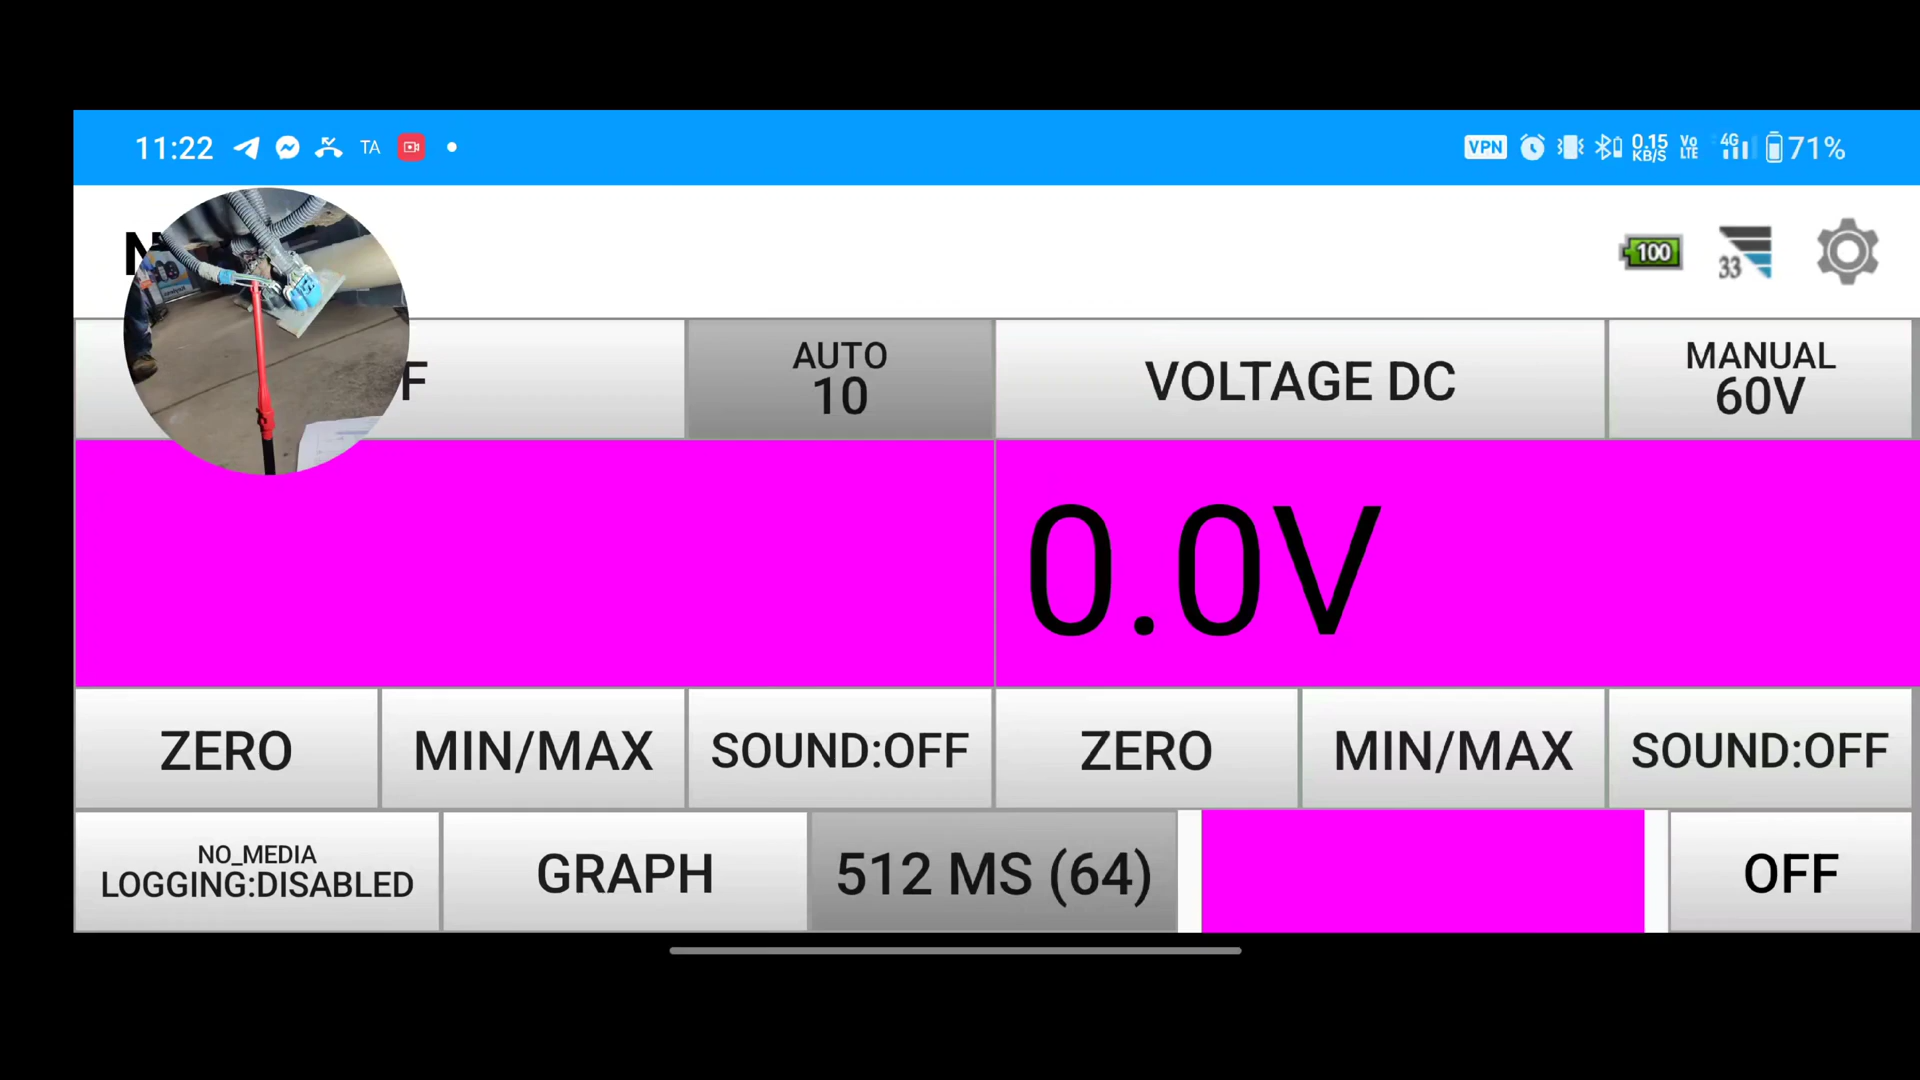 11:22 TA VPN 0.15 KB/S Vo LTE 4G 71%
N
100 33
F
AUTO
10
VOLTAGE DC
MANUAL
60V
0.0V
ZERO MIN/MAX SOUND:OFF ZERO MIN/MAX SOUND:OFF
NO_MEDIA
LOGGING:DISABLED
GRAPH
512 MS (64)
OFF